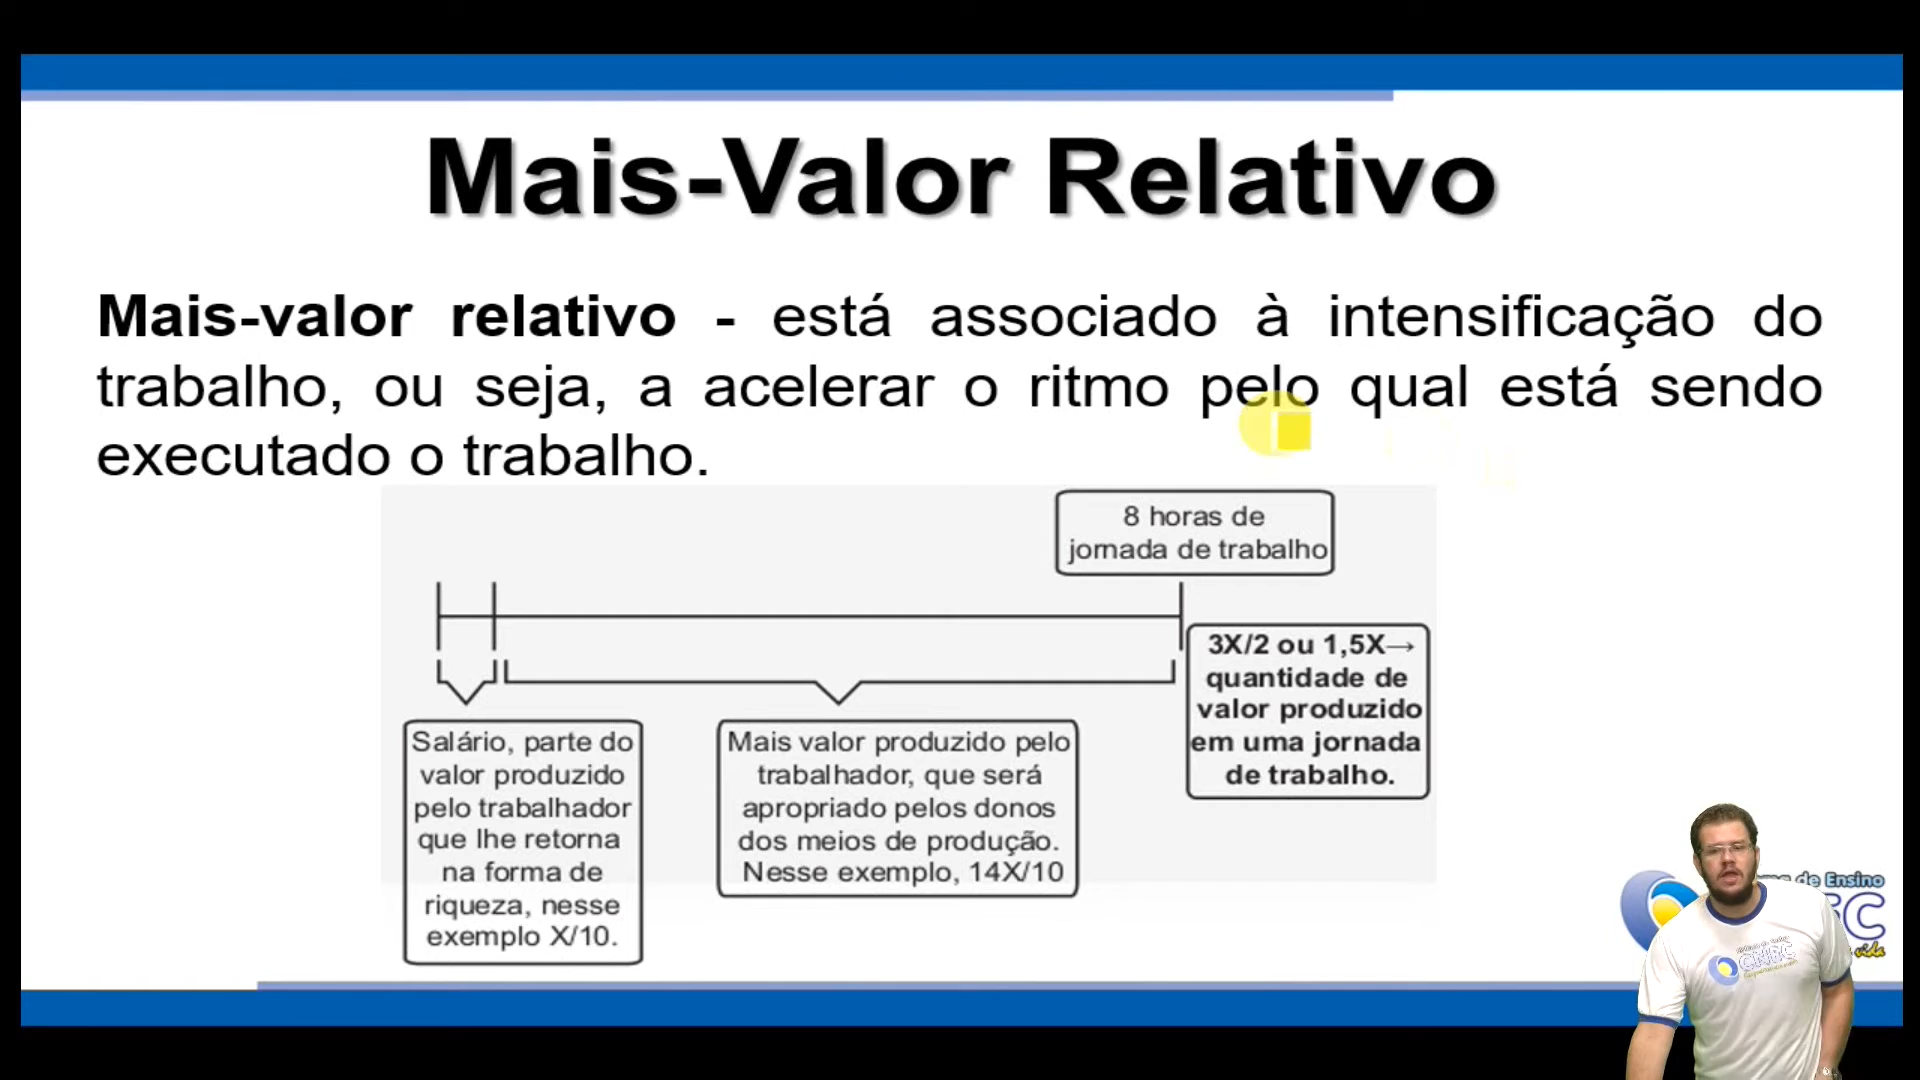 Mais-Valor Relativo
Mais-valor relativo - está associado à intensificação do
trabalho, ou seja, a acelerar o ritmo pelo qual está sendo
executado o trabalho.
8 horas de
jornada de trabalho
3X/2 ou 1,5X→
quantidade de
valor produzido
em uma jornada
de trabalho.
Salário, parte do
valor produzido
pelo trabalhador
que lhe retorna
na forma de
riqueza, nesse
exemplo X/10.
Mais valor produzido pelo
trabalhador, que será
apropriado pelos donos
dos meios de produção.
Nesse exemplo, 14X/10
de Ensino
vida
CNEC